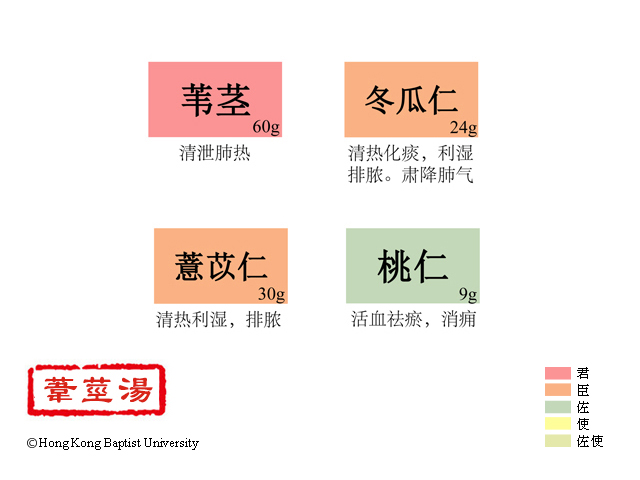 苇茎
60g
清泄肺热
冬瓜仁
24g
清热化痰，利湿
排脓。肃降肺气
薏苡仁
30g
清热利湿，排脓
桃仁
9g
活血祛瘀，消痈
葦莖湯
©Hong Kong Baptist University
君
臣
佐
使
佐使